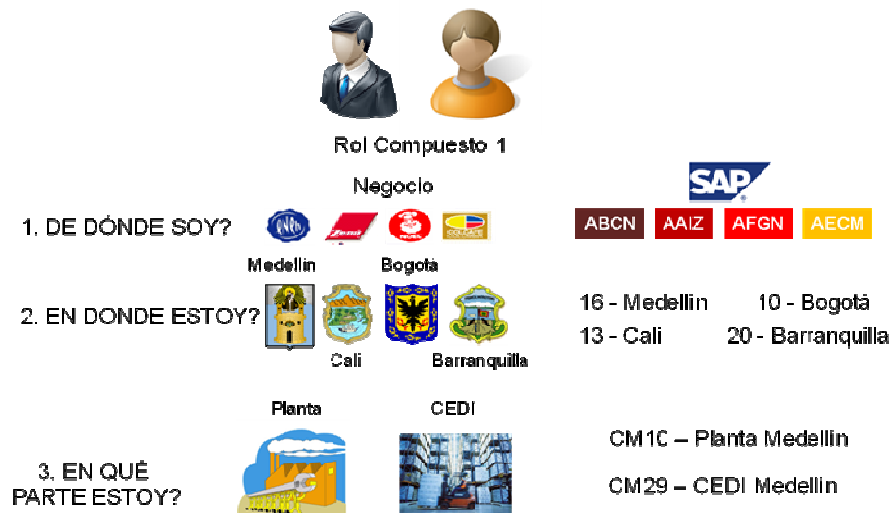 Rol Compuesto 1
Negocio
SAP
®
1. DE DÓNDE SOY?
Zenú
COLCAFE
ABCN
AAIZ
AFGN
AECM
Medellin
Bogotá
2. EN DONDE ESTOY?
16 - Medellin
10 - Bogotá
13 - Cali
20 - Barranquilla
Cali
Barranquilla
Planta
CEDI
CM10 – Planta Medellin
3. EN QUÉ
PARTE ESTOY?
CM29 – CEDI Medellin